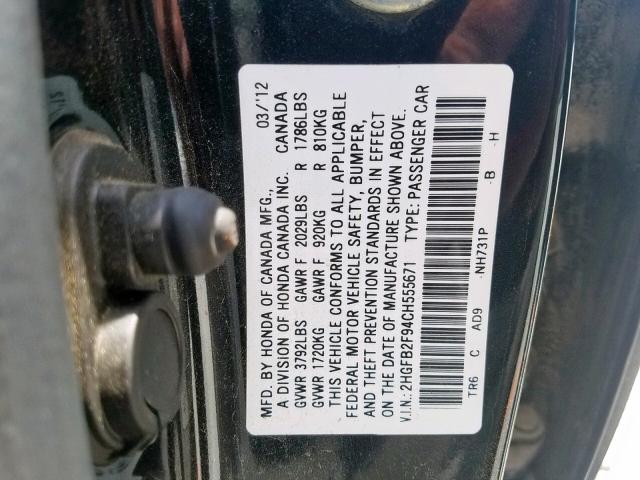 MFD. BY HONDA OF CANADA MFG., 03/'12
A DIVISION OF HONDA CANADA INC. CANADA
GVWR 3792LBS GAWR F 2029LBS R 1786LBS
GVWR 1720KG GAWR F 920KG R 810KG
THIS VEHICLE CONFORMS TO ALL APPLICABLE
FEDERAL MOTOR VEHICLE SAFETY, BUMPER,
AND THEFT PREVENTION STANDARDS IN EFFECT
ON THE DATE OF MANUFACTURE SHOWN ABOVE.
V.I.N.: 2HGFB2F94CH555671 TYPE: PASSENGER CAR
TR6 C AD9 NH731P -B -H